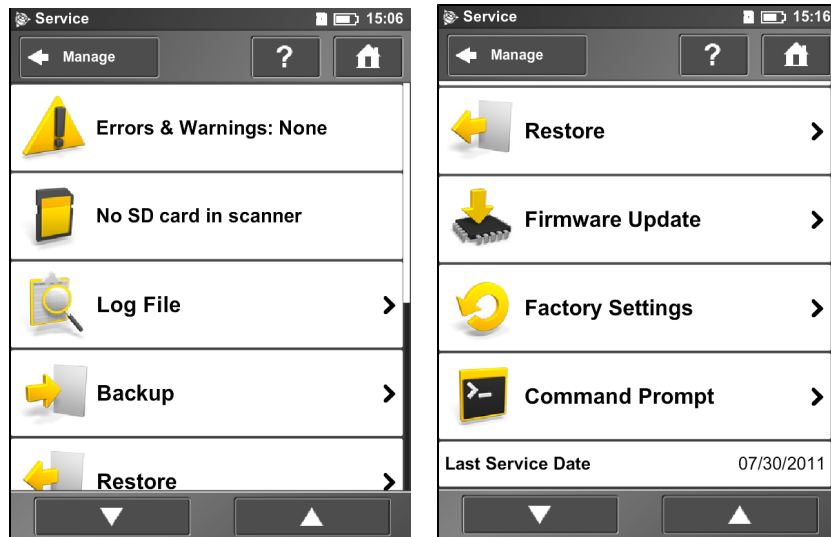 Service 15:06
Manage ?
Errors & Warnings: None
No SD card in scanner
Log File
Backup
Restore
Service 15:16
Manage ?
Restore
Firmware Update
Factory Settings
>_ Command Prompt
Last Service Date 07/30/2011